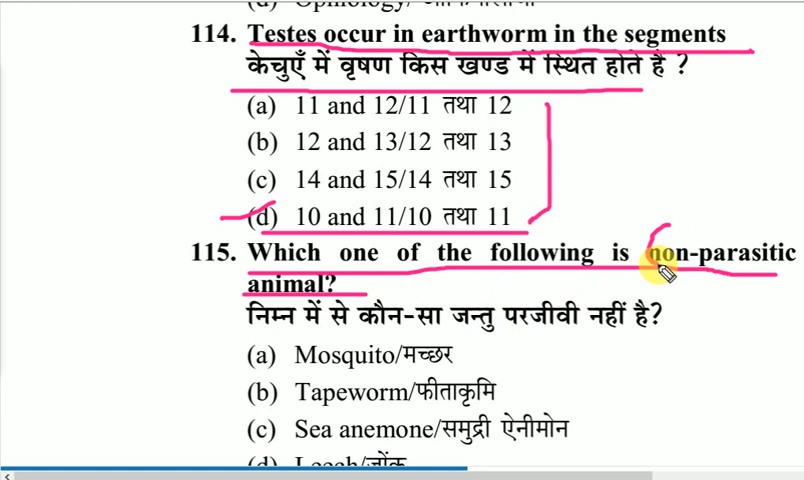 114. Testes occur in earthworm in the segments
केचुएँ में वृषण किस खण्ड में स्थित होते है ?
(a) 11 and 12/11 तथा 12
(b) 12 and 13/12 तथा 13
(c) 14 and 15/14 तथा 15
(d) 10 and 11/10 तथा 11
115. Which one of the following is non-parasitic
animal?
निम्न में से कौन-सा जन्तु परजीवी नहीं है?
(a) Mosquito/मच्छर
(b) Tapeworm/फीताकृमि
(c) Sea anemone/समुद्री ऐनीमोन
(d) Leech/जोंक